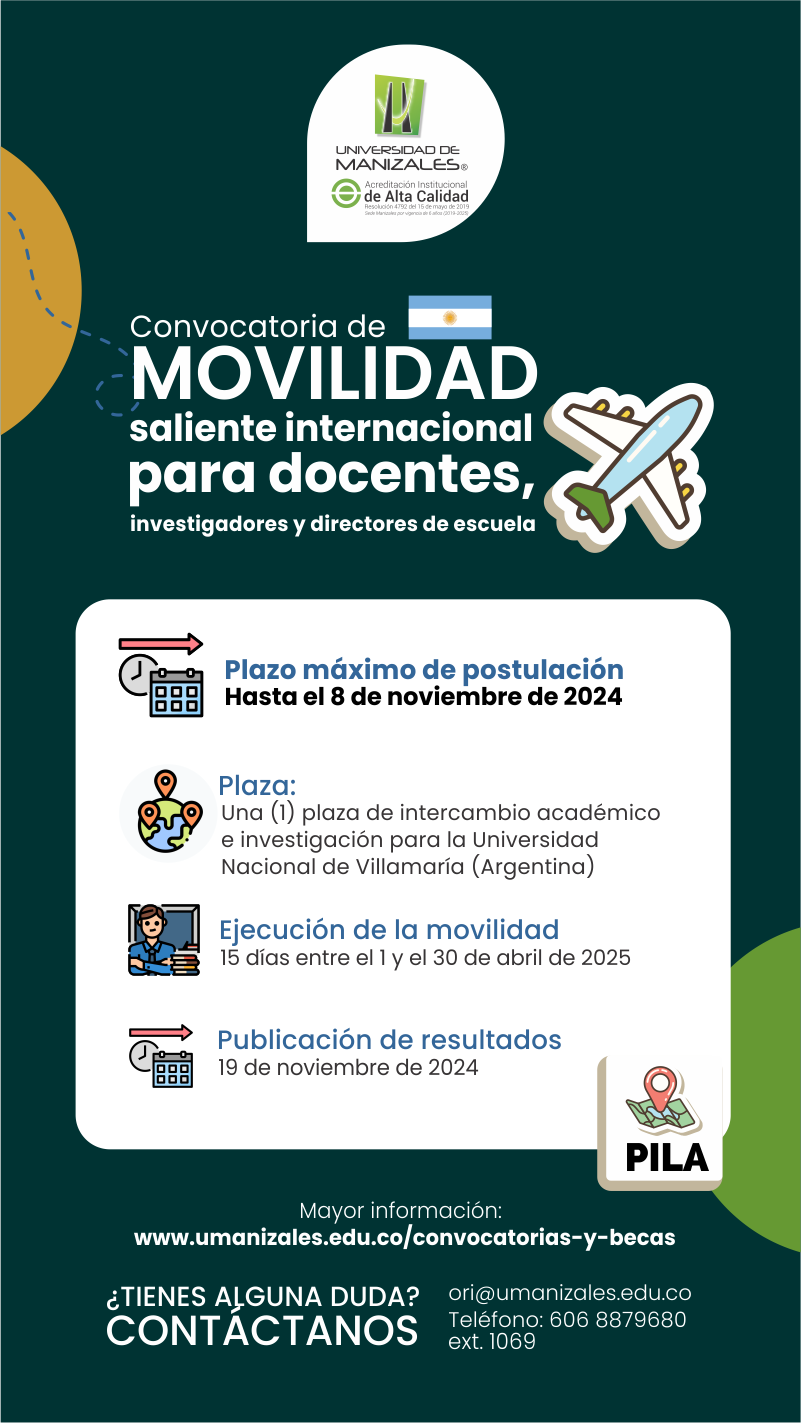 UNIVERSIDAD DE
MANIZALES®
Acreditación Institucional
de Alta Calidad
Resolución 4792 del 15 de mayo de 2019
Sede Manizales por vigencia de 6 años (2019-2025)
Convocatoria de
MOVILIDAD
saliente internacional
para docentes,
investigadores y directores de escuela
Plazo máximo de postulación
Hasta el 8 de noviembre de 2024
Plaza:
Una (1) plaza de intercambio académico
e investigación para la Universidad
Nacional de Villamaría (Argentina)
Ejecución de la movilidad
15 días entre el 1 y el 30 de abril de 2025
Publicación de resultados
19 de noviembre de 2024
PILA
Mayor información:
www.umanizales.edu.co/convocatorias-y-becas
¿TIENES ALGUNA DUDA?
CONTÁCTANOS
ori@umanizales.edu.co
Teléfono: 606 8879680
ext. 1069